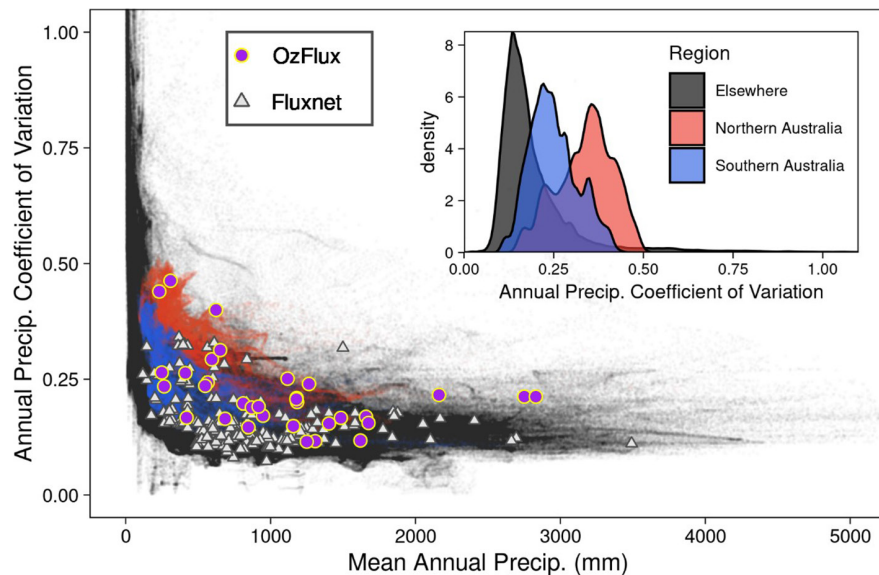 1.00
0.75
0.50
0.25
0.00
Annual Precip. Coefficient of Variation
0
1000
2000
3000
4000
5000
Mean Annual Precip. (mm)
OzFlux
Fluxnet
8
6
4
2
0
density
0.00
0.25
0.50
0.75
1.00
Annual Precip. Coefficient of Variation
Region
Elsewhere
Northern Australia
Southern Australia